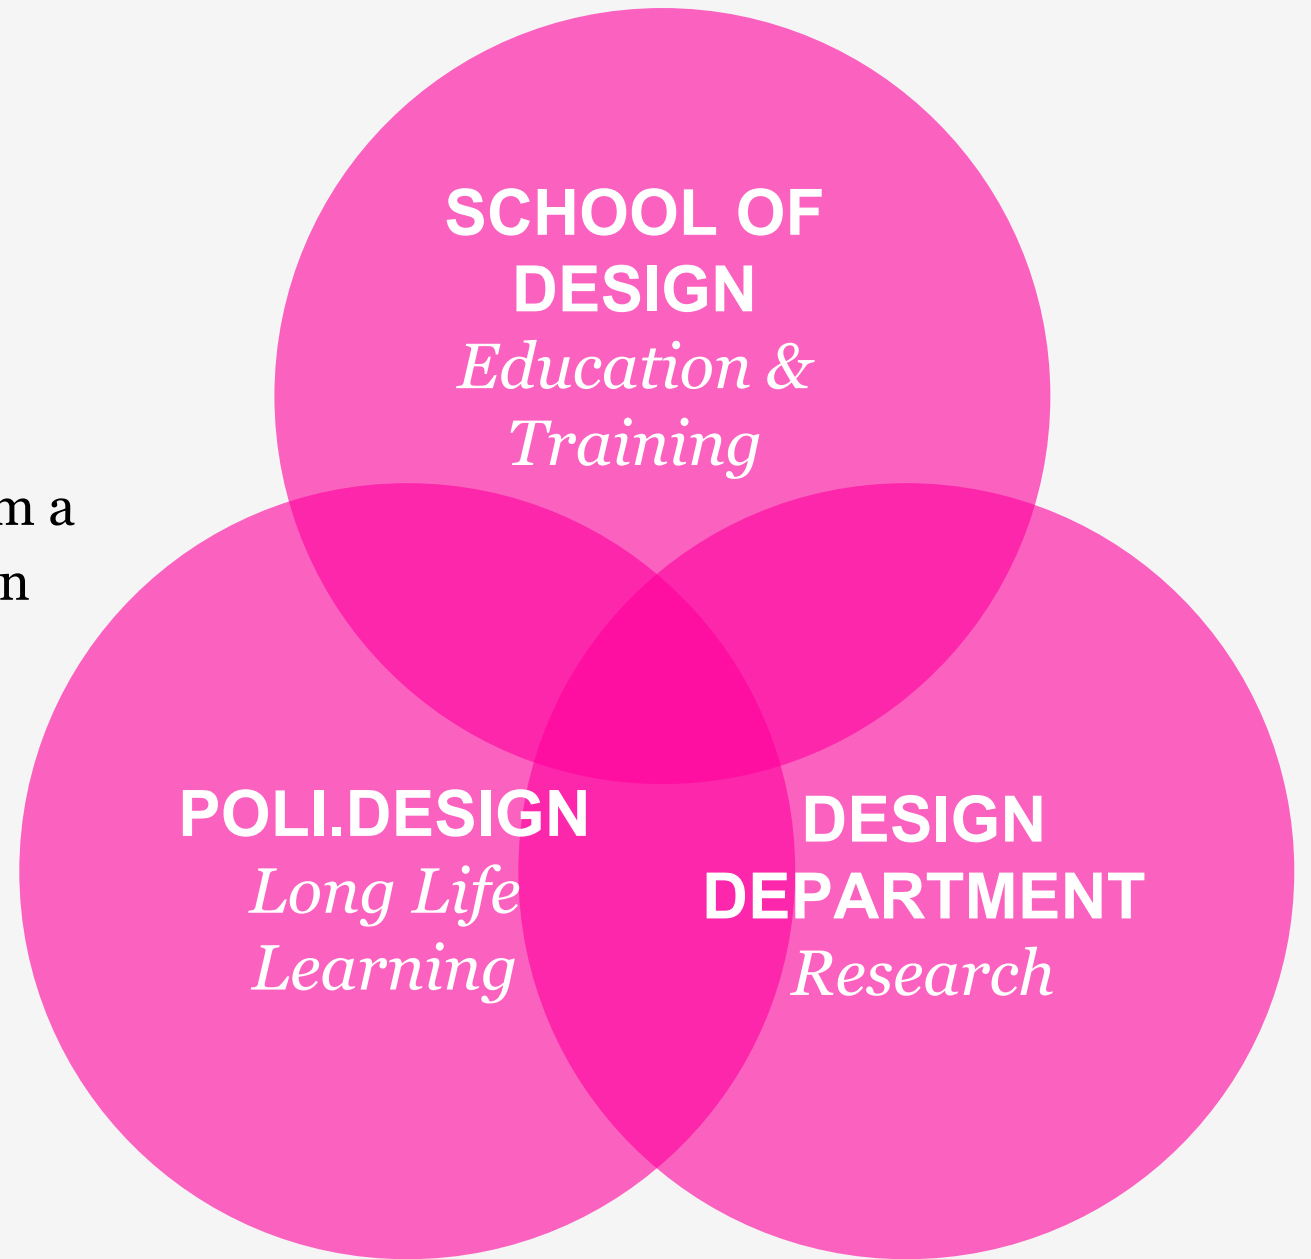 SCHOOL OF
DESIGN
Education &
Training
m a
n
POLI.DESIGN
Long Life
Learning
DESIGN
DEPARTMENT
Research